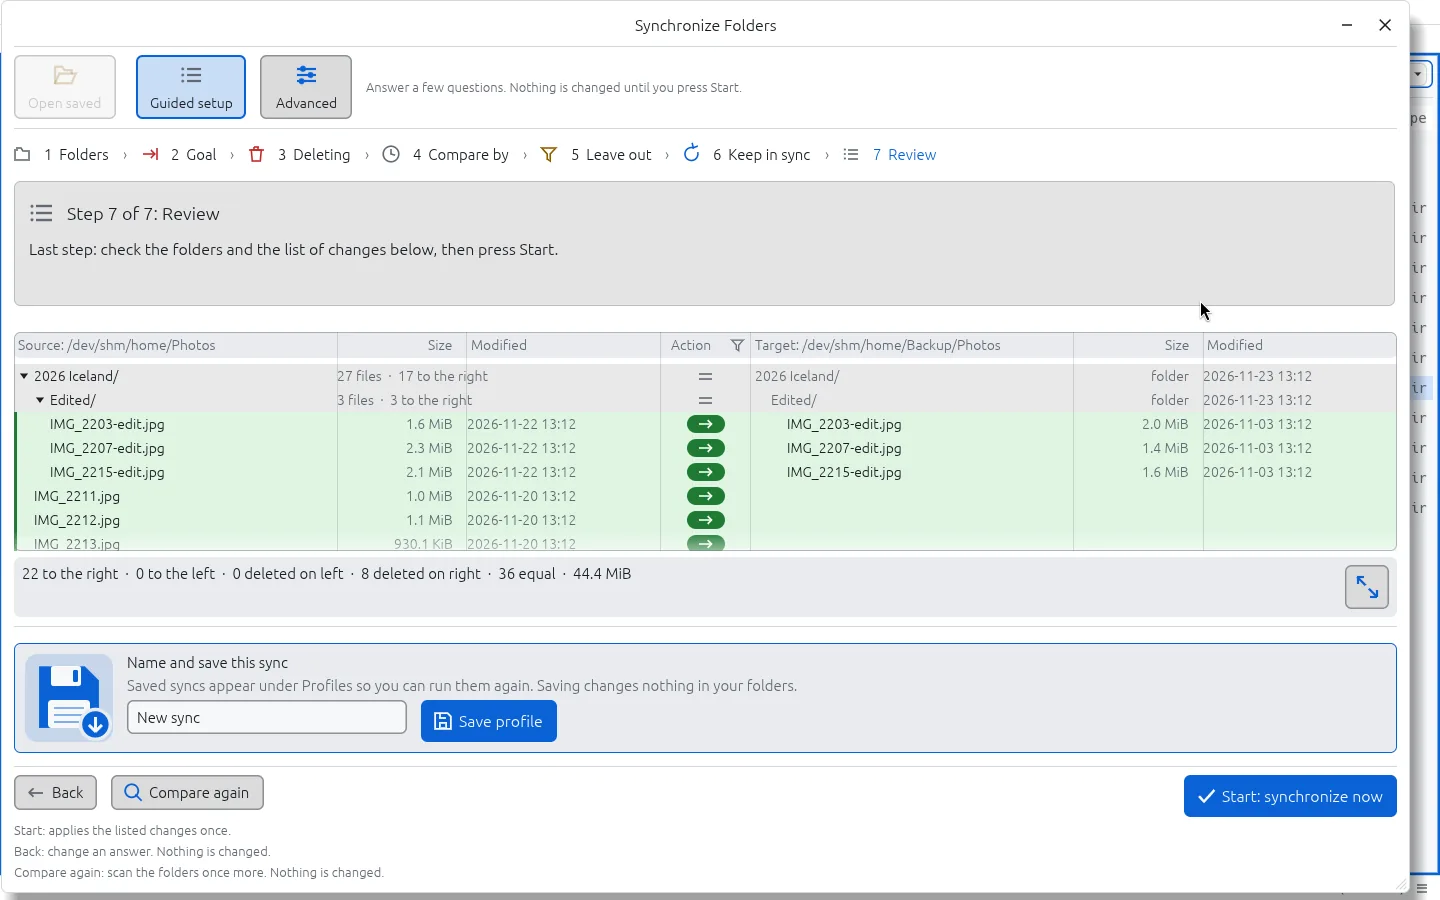 Synchronize Folders
Open saved
Guided setup
Advanced
Answer a few questions. Nothing is changed until you press Start.
1 Folders › 2 Goal › 3 Deleting › 4 Compare by › 5 Leave out › 6 Keep in sync › 7 Review
Step 7 of 7: Review
Last step: check the folders and the list of changes below, then press Start.
Source: /dev/shm/home/Photos Size Modified Action Target: /dev/shm/home/Backup/Photos Size Modified
2026 Iceland/ 27 files · 17 to the right = 2026 Iceland/ folder 2026-11-23 13:12
Edited/ 3 files · 3 to the right = Edited/ folder 2026-11-23 13:12
IMG_2203-edit.jpg 1.6 MiB 2026-11-22 13:12 → IMG_2203-edit.jpg 2.0 MiB 2026-11-03 13:12
IMG_2207-edit.jpg 2.3 MiB 2026-11-22 13:12 → IMG_2207-edit.jpg 1.4 MiB 2026-11-03 13:12
IMG_2215-edit.jpg 2.1 MiB 2026-11-22 13:12 → IMG_2215-edit.jpg 1.6 MiB 2026-11-03 13:12
IMG_2211.jpg 1.0 MiB 2026-11-20 13:12 →
IMG_2212.jpg 1.1 MiB 2026-11-20 13:12 →
IMG_2213.jpg 930.1 KiB 2026-11-20 13:12 →
22 to the right · 0 to the left · 0 deleted on left · 8 deleted on right · 36 equal · 44.4 MiB
Name and save this sync
Saved syncs appear under Profiles so you can run them again. Saving changes nothing in your folders.
New sync
Save profile
← Back
Compare again
Start: synchronize now
Start: applies the listed changes once.
Back: change an answer. Nothing is changed.
Compare again: scan the folders once more. Nothing is changed.